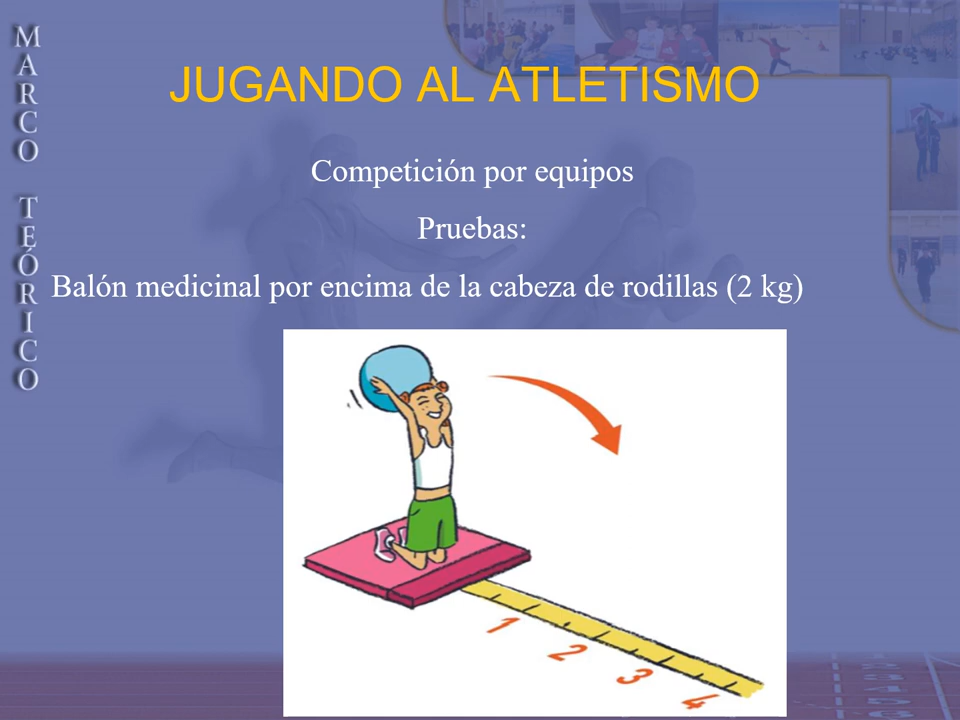 MARCO TEÓRICO
JUGANDO AL ATLETISMO
Competición por equipos
Pruebas:
Balón medicinal por encima de la cabeza de rodillas (2 kg)
1
2
3
4